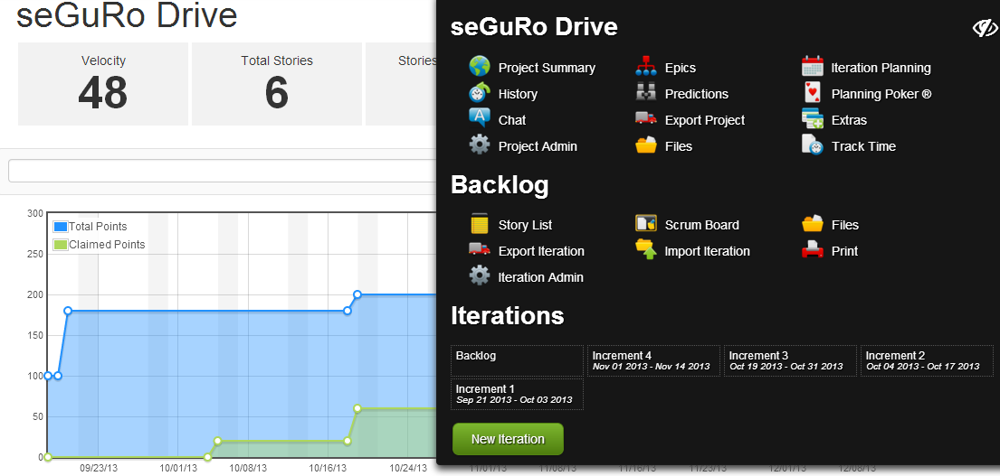 seGuRo Drive
Velocity
48
Total Stories
6
Stories
300
250
200
150
100
50
0
Total Points
Claimed Points
09/23/13
10/01/13
10/08/13
10/16/13
10/24/13
11/01/13
11/08/13
11/16/13
11/23/13
12/01/13
12/08/13
seGuRo Drive
Project Summary
Epics
Iteration Planning
History
Predictions
Planning Poker ®
Chat
Export Project
Extras
Project Admin
Files
Track Time
Backlog
Story List
Scrum Board
Files
Export Iteration
Import Iteration
Print
Iteration Admin
Iterations
Backlog
Increment 4
Nov 01 2013 - Nov 14 2013
Increment 3
Oct 19 2013 - Oct 31 2013
Increment 2
Oct 04 2013 - Oct 17 2013
Increment 1
Sep 21 2013 - Oct 03 2013
New Iteration